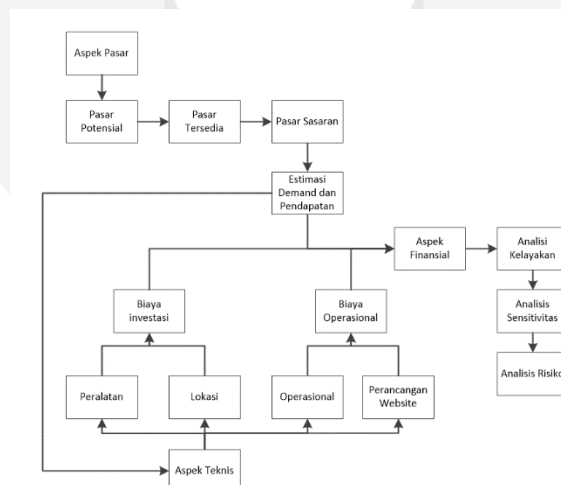 Aspek Pasar
Pasar
Potensial
Pasar
Tersedia
Pasar Sasaran
Estimasi
Demand dan
Pendapatan
Aspek
Finansial
Analisi
Kelayakan
Biaya
investasi
Biaya
Operasional
Analisis
Sensitivitas
Peralatan
Lokasi
Operasional
Perancangan
Website
Analisis Risiko
Aspek Teknis